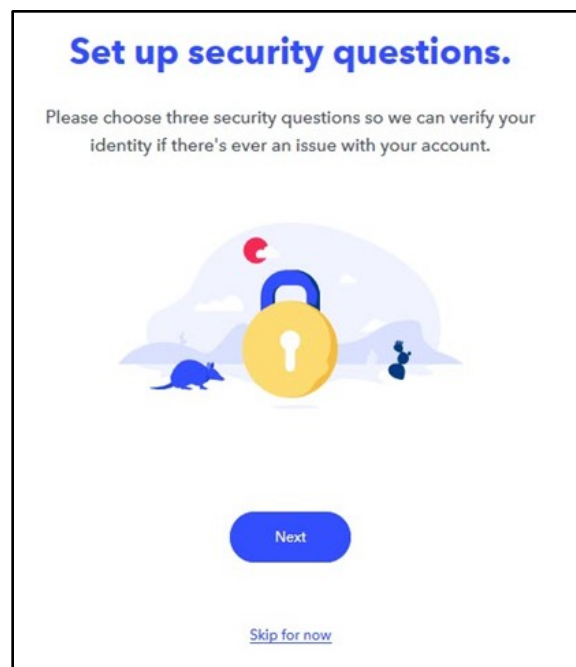 Set up security questions.
Please choose three security questions so we can verify your
identity if there's ever an issue with your account.
Next
Skip for now